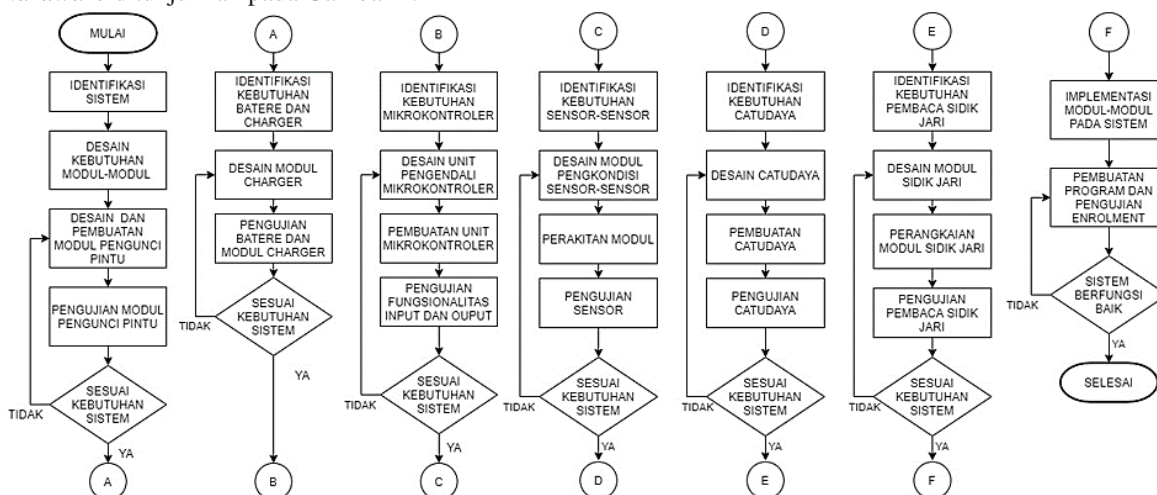 pada
MULAI
IDENTIFIKASI
SISTEM
DESAIN
KEBUTUHAN
MODUL-MODUL
DESAIN DAN
PEMBUATAN
MODUL PENGUNCI
PINTU
PENGUJIAN MODUL
PENGUNCI PINTU
TIDAK
SESUAI
KEBUTUHAN
SISTEM
YA
A
A
IDENTIFIKASI
KEBUTUHAN
BATERE DAN
CHARGER
DESAIN MODUL
CHARGER
PENGUJIAN
BATERE DAN
MODUL CHARGER
SESUAI
KEBUTUHAN
SISTEM
TIDAK
YA
B
B
IDENTIFIKASI
KEBUTUHAN
MIKROKONTROLER
DESAIN UNIT
PENGENDALI
MIKROKONTROLER
PEMBUATAN UNIT
MIKROKONTROLER
PENGUJIAN
FUNGSIONALITAS
INPUT DAN OUPUT
SESUAI
KEBUTUHAN
SISTEM
TIDAK
YA
C
C
IDENTIFIKASI
KEBUTUHAN
SENSOR-SENSOR
DESAIN MODUL
PENGKONDISI
SENSOR-SENSOR
PERAKITAN MODUL
PENGUJIAN
SENSOR
SESUAI
KEBUTUHAN
SISTEM
TIDAK
YA
D
D
IDENTIFIKASI
KEBUTUHAN
CATUDAYA
DESAIN CATUDAYA
PEMBUATAN
CATUDAYA
PENGUJIAN
CATUDAYA
SESUAI
KEBUTUHAN
SISTEM
TIDAK
YA
E
E
IDENTIFIKASI
KEBUTUHAN
PEMBACA SIDIK
JARI
DESAIN MODUL
SIDIK JARI
PERANGKAIAN
MODUL SIDIK JARI
PENGUJIAN
PEMBACA SIDIK
JARI
SESUAI
KEBUTUHAN
SISTEM
TIDAK
YA
F
F
IMPLEMENTASI
MODUL-MODUL
PADA SISTEM
PEMBUATAN
PROGRAM DAN
PENGUJIAN
ENROLMENT
SISTEM
BERFUNGSI
BAIK
TIDAK
YA
SELESAI